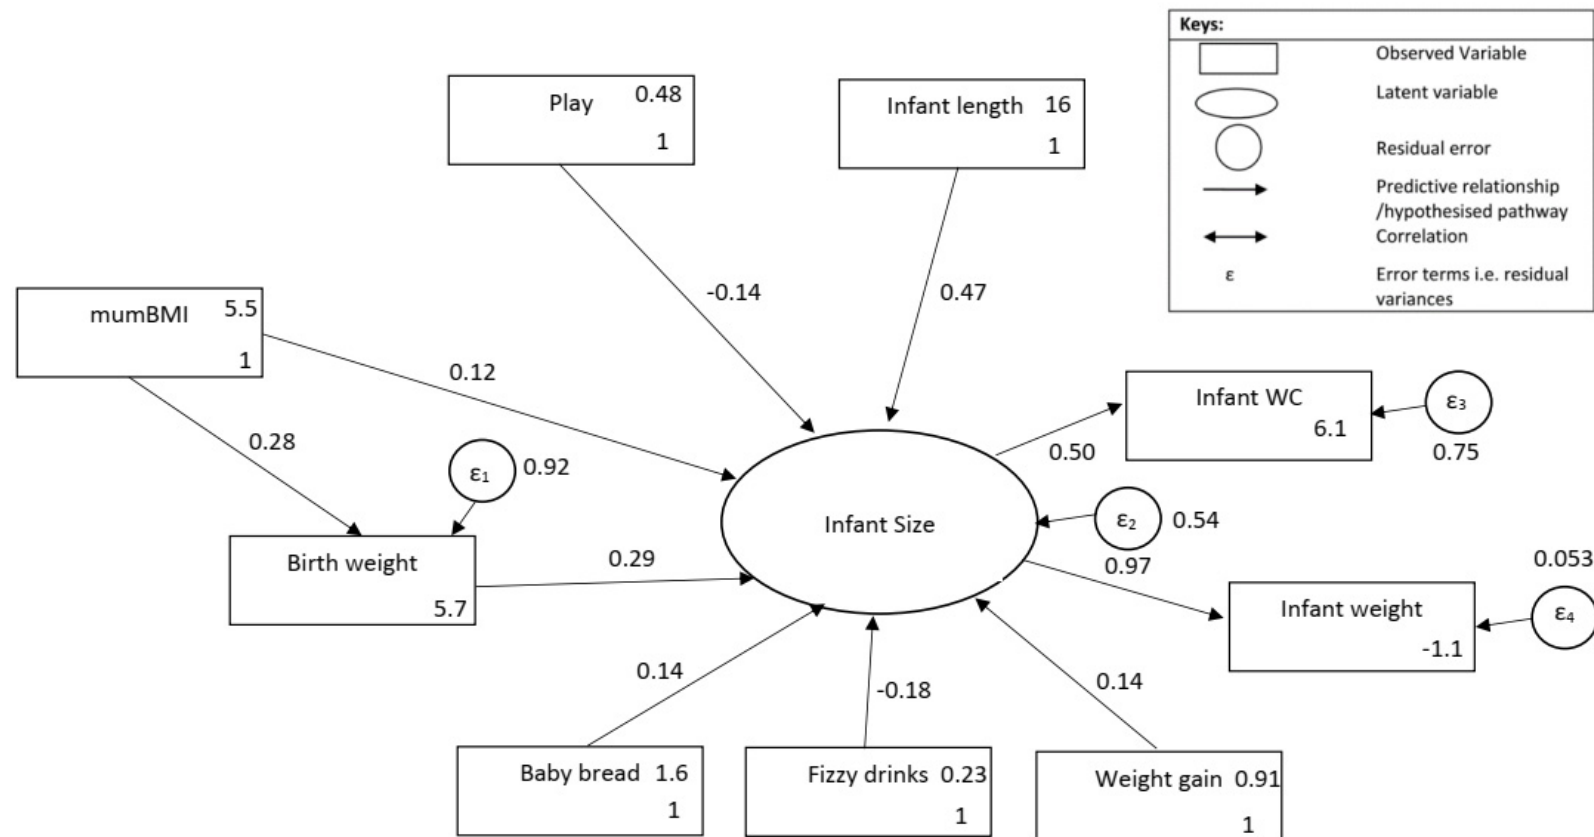 Keys:
Observed Variable
Latent variable
Residual error
Predictive relationship
/hypothesised pathway
Correlation
ε
Error terms i.e. residual
variances
Play 0.48
1
Infant length 16
1
-0.14
0.47
mumBMI 5.5
1
0.12
0.28
ε1 0.92
Infant WC
6.1
ε3
0.75
0.50
Infant Size
ε2 0.54
0.97
Birth weight
5.7
0.29
0.053
Infant weight
-1.1
ε4
0.14
-0.18
0.14
Baby bread 1.6
1
Fizzy drinks 0.23
1
Weight gain 0.91
1